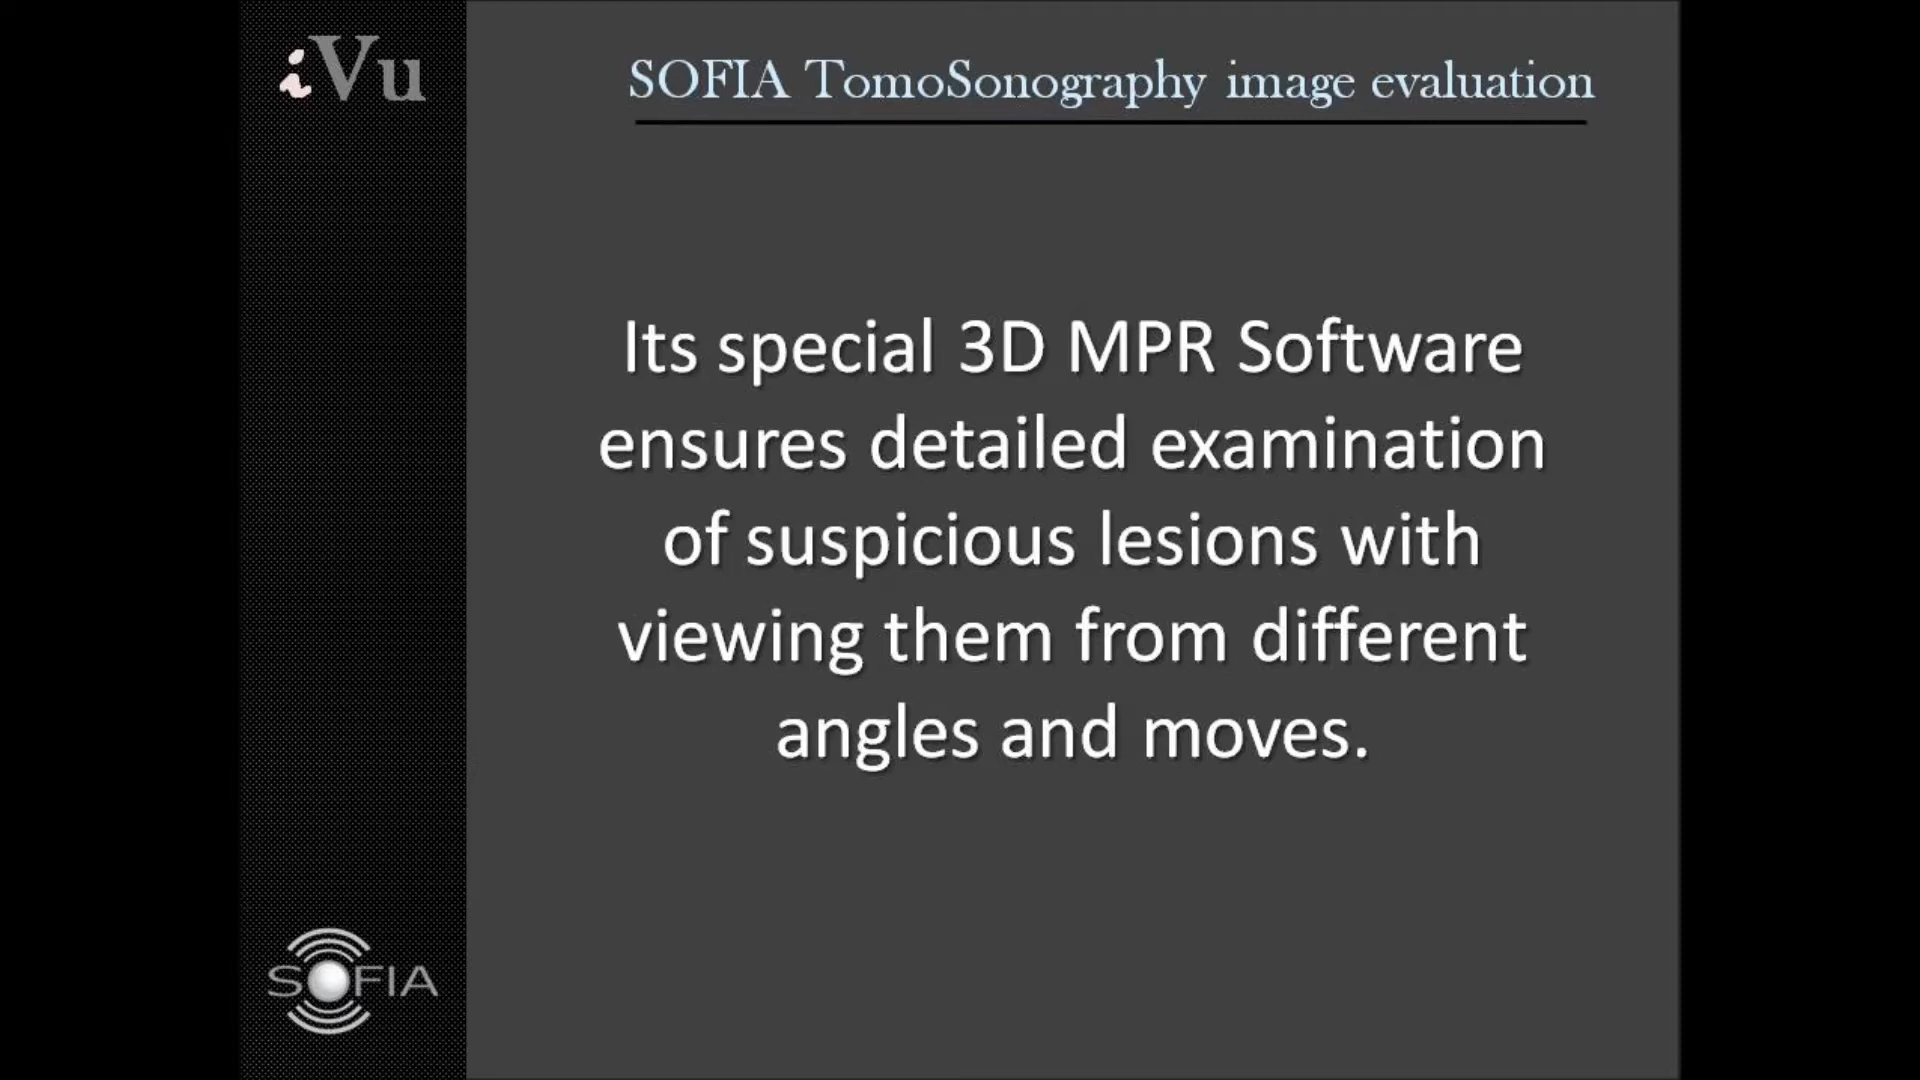 iVu
SOFIA TomoSonography image evaluation
Its special 3D MPR Software
ensures detailed examination
of suspicious lesions with
viewing them from different
angles and moves.
SOFIA